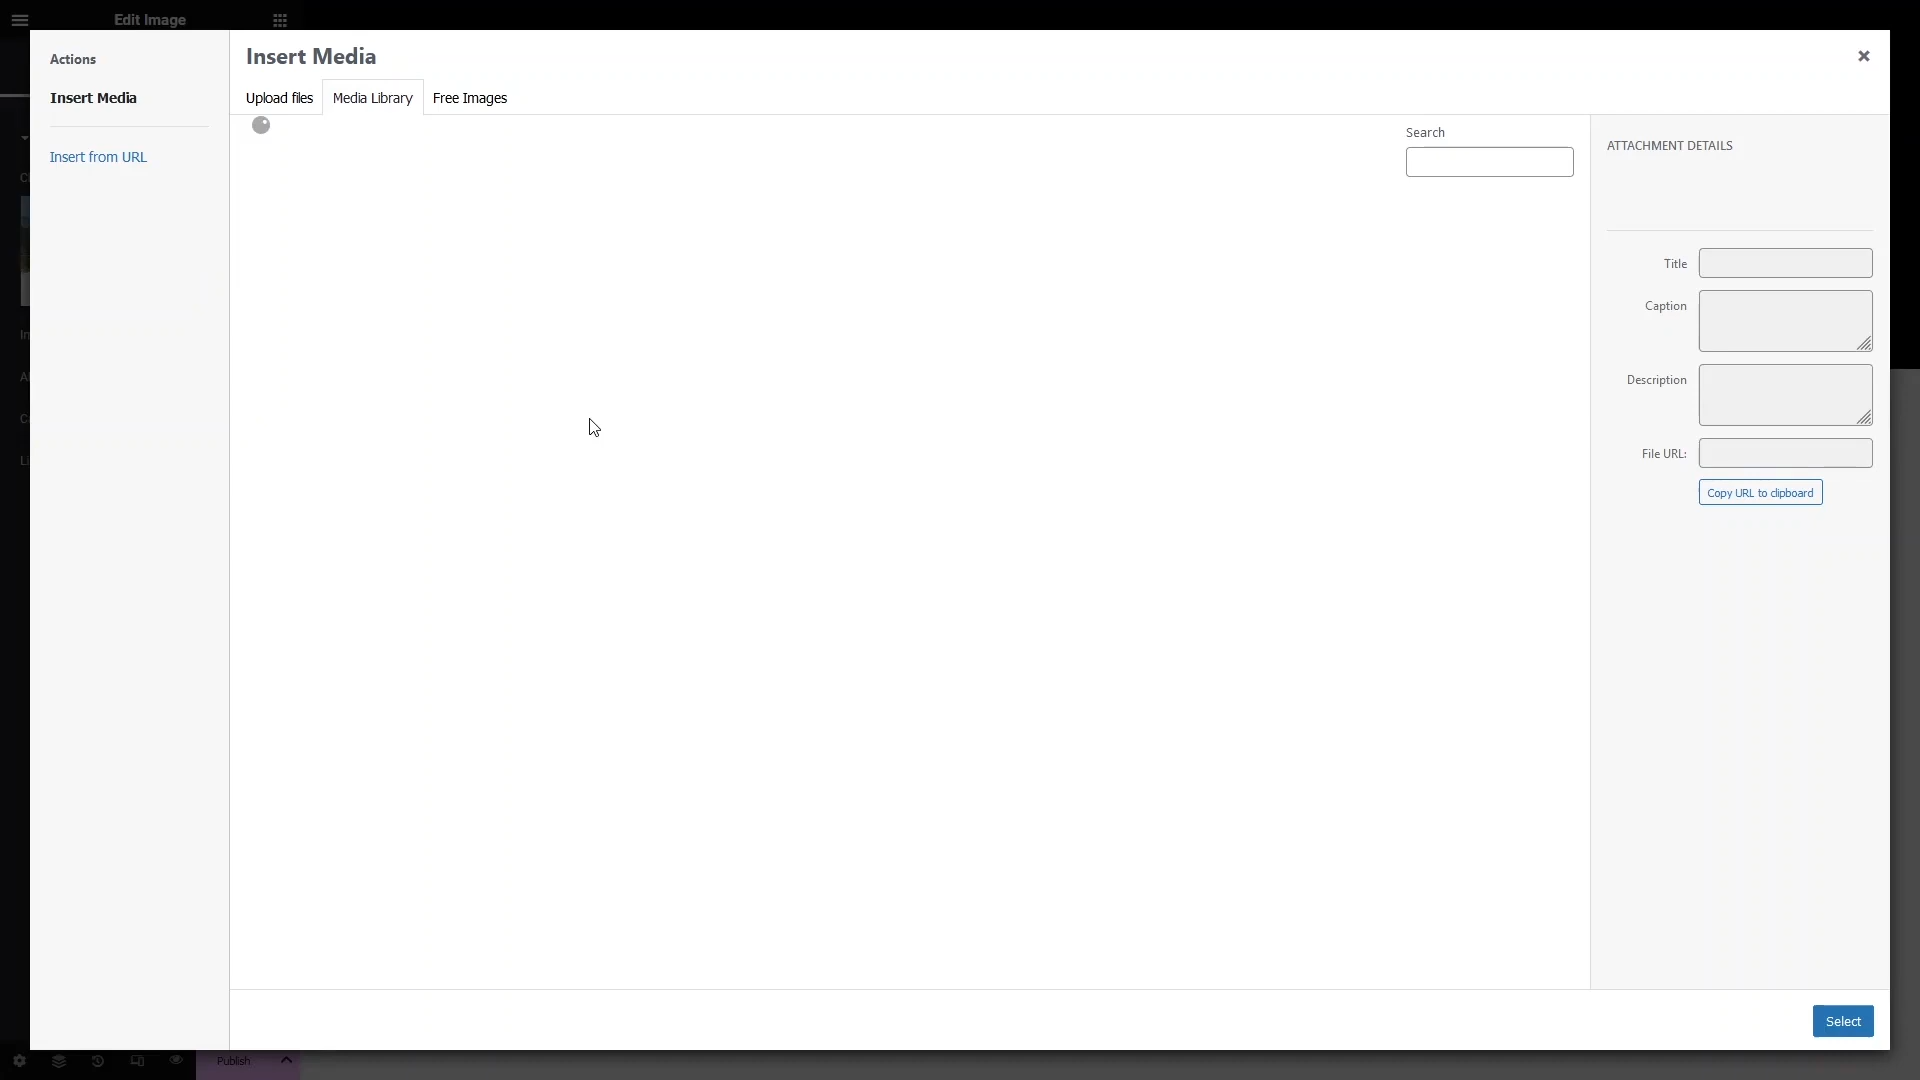 Edit Image
Actions
Insert Media
Insert from URL
Insert Media
Upload files
Media Library
Free Images
Search
ATTACHMENT DETAILS
Title
Caption
Description
File URL:
Copy URL to clipboard
Select
Publish